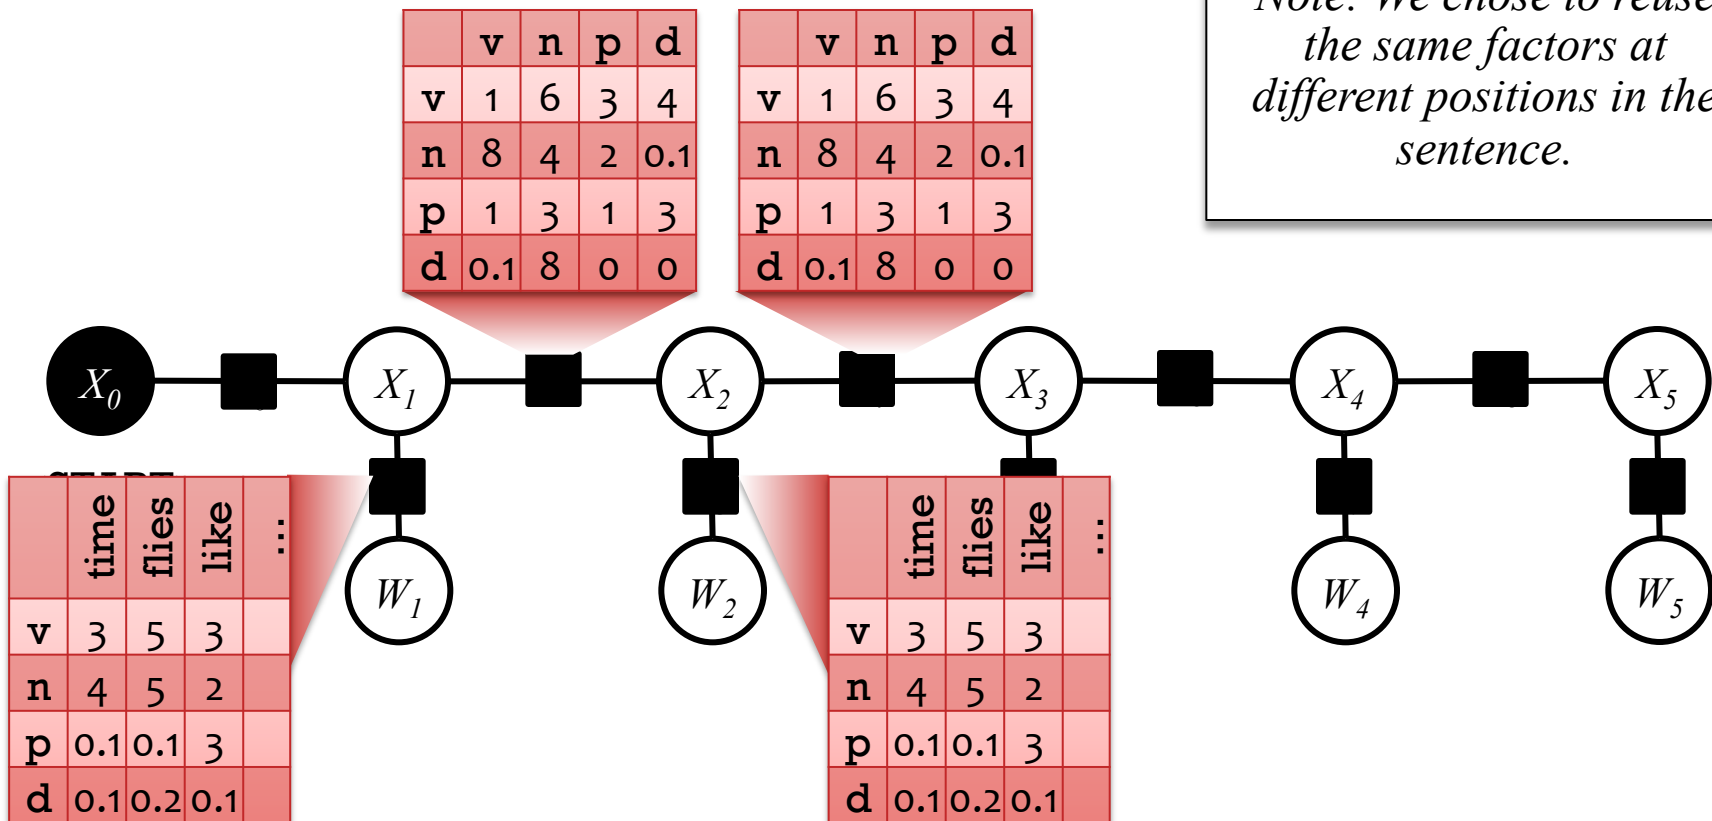 Note: We chose to reuse
the same factors at
different positions in the
sentence.
v n p d
v 1 6 3 4
n 8 4 2 0.1
p 1 3 1 3
d 0.1 8 0 0
v n p d
v 1 6 3 4
n 8 4 2 0.1
p 1 3 1 3
d 0.1 8 0 0
X0 X1 X2 X3 X4 X5
time flies like ...
v 3 5 3
n 4 5 2
p 0.1 0.1 3
d 0.1 0.2 0.1
W1 W2 W4 W5
time flies like ...
v 3 5 3
n 4 5 2
p 0.1 0.1 3
d 0.1 0.2 0.1